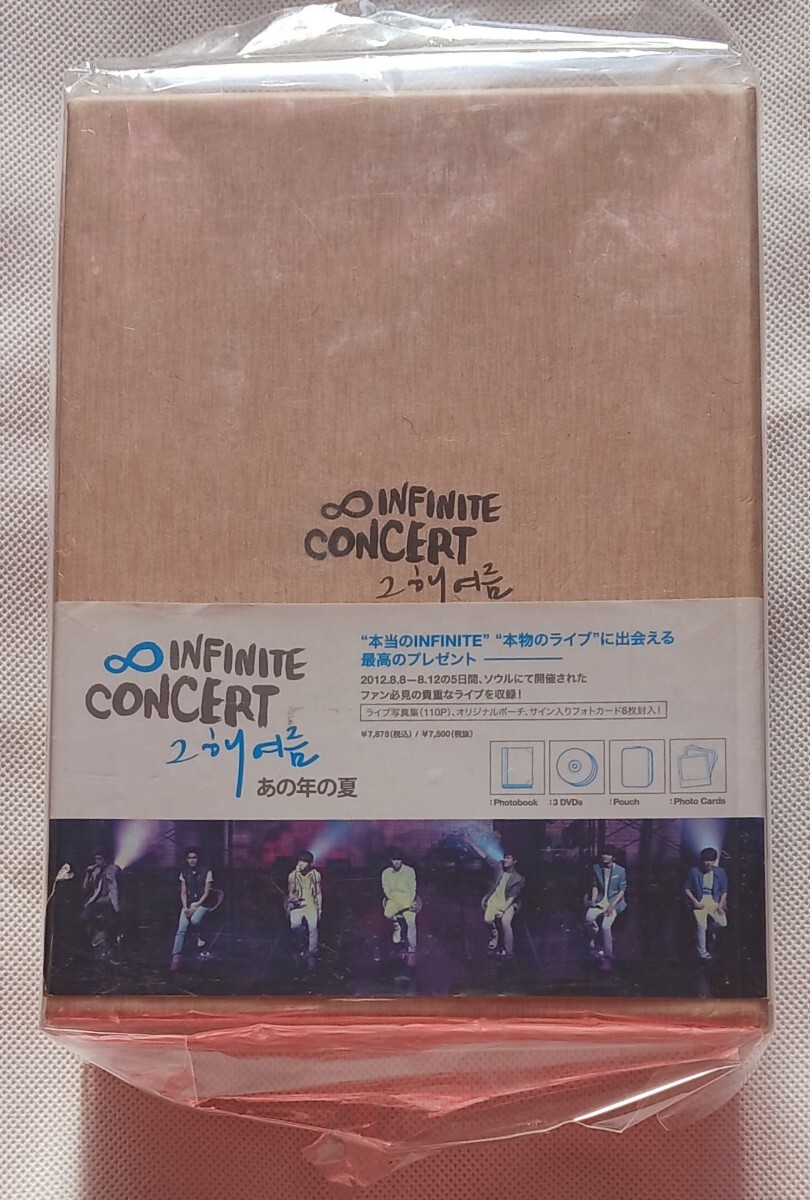 ∞ INFINITE
CONCERT
그해여름
∞ INFINITE
CONCERT
그해여름
あの年の夏
“本当のINFINITE” “本物のライブ”に出会える
最高のプレゼント ————
2012.8.8–8.12の5日間、ソウルにて開催された
ファン必見の貴重なライブを収録！
ライブ写真集（110P）、オリジナルポーチ、サイン入りフォトカード8枚封入！
¥7,875(税込) / ¥7,500(税抜)
:Photobook :3 DVDs :Pouch :Photo Cards